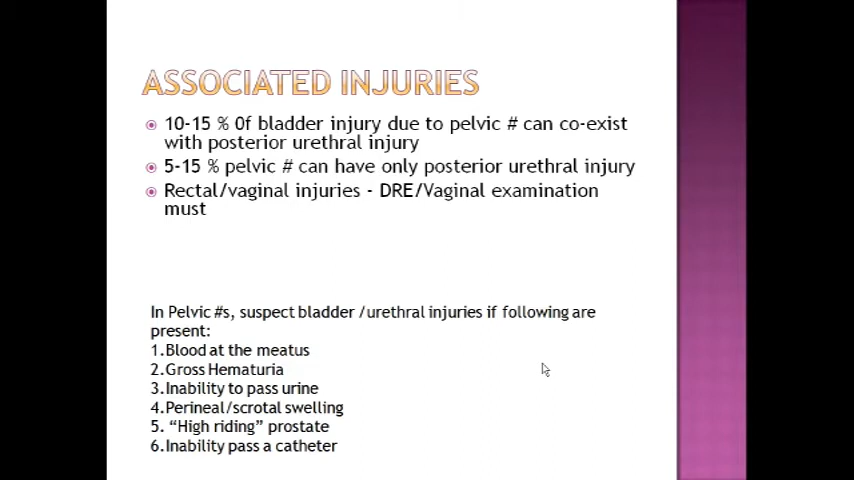 ASSOCIATED INJURIES
10-15 % 0f bladder injury due to pelvic # can co-exist
with posterior urethral injury
5-15 % pelvic # can have only posterior urethral injury
Rectal/vaginal injuries - DRE/Vaginal examination
must
In Pelvic #s, suspect bladder /urethral injuries if following are
present:
1.Blood at the meatus
2.Gross Hematuria
3.Inability to pass urine
4.Perineal/scrotal swelling
5. “High riding” prostate
6.Inability pass a catheter